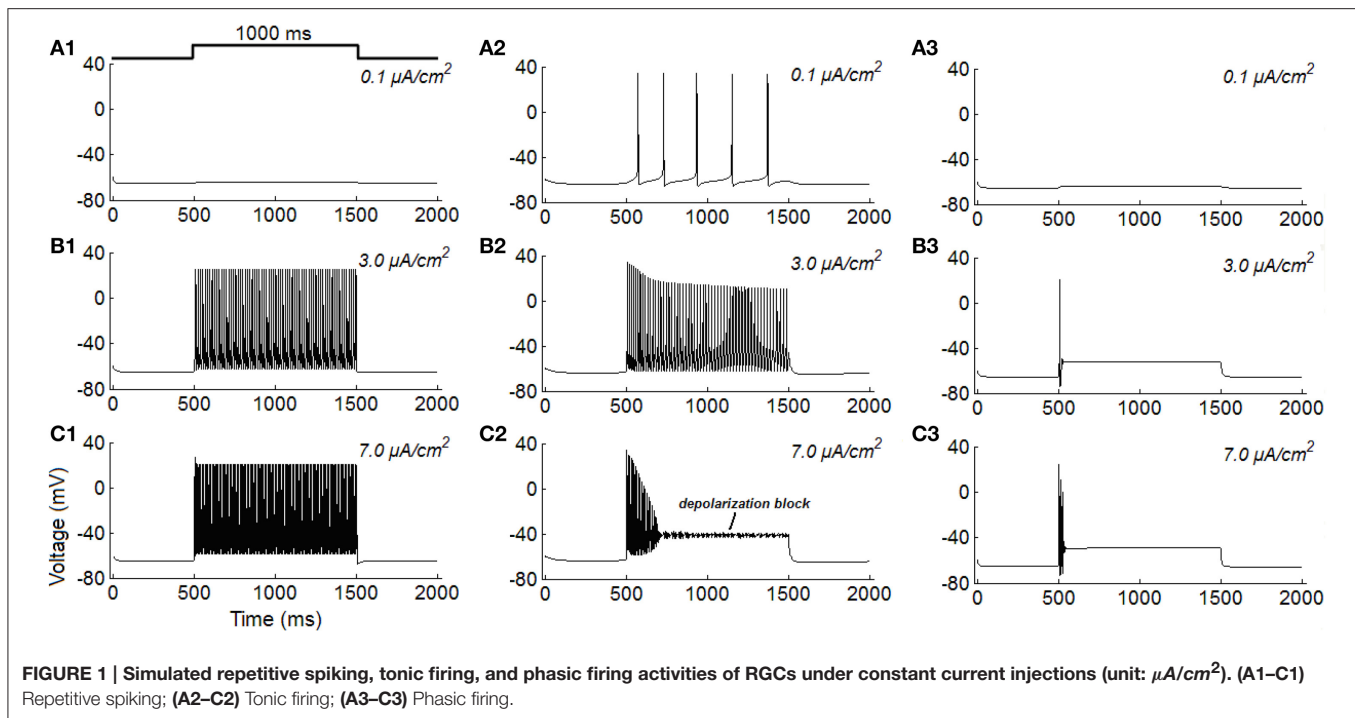 A1 1000 ms A2 A3
40 0.1 μA/cm² 40 0.1 μA/cm² 40 0.1 μA/cm²
0 0 0
-40 -40 -40
-80 -80 -80
0 500 1000 1500 2000 0 500 1000 1500 2000 0 500 1000 1500 2000
B1 B2 B3
40 3.0 μA/cm² 40 3.0 μA/cm² 40 3.0 μA/cm²
0 0 0
-40 -40 -40
-80 -80 -80
0 500 1000 1500 2000 0 500 1000 1500 2000 0 500 1000 1500 2000
C1 C2 C3
40 7.0 μA/cm² 40 7.0 μA/cm² 40 7.0 μA/cm²
0 0 0
depolarization block
-40 -40 -40
-80 -80 -80
Voltage (mV)
0 500 1000 1500 2000 0 500 1000 1500 2000 0 500 1000 1500 2000
Time (ms)
FIGURE 1 | Simulated repetitive spiking, tonic firing, and phasic firing activities of RGCs under constant current injections (unit: μA/cm²). (A1–C1)
Repetitive spiking; (A2–C2) Tonic firing; (A3–C3) Phasic firing.